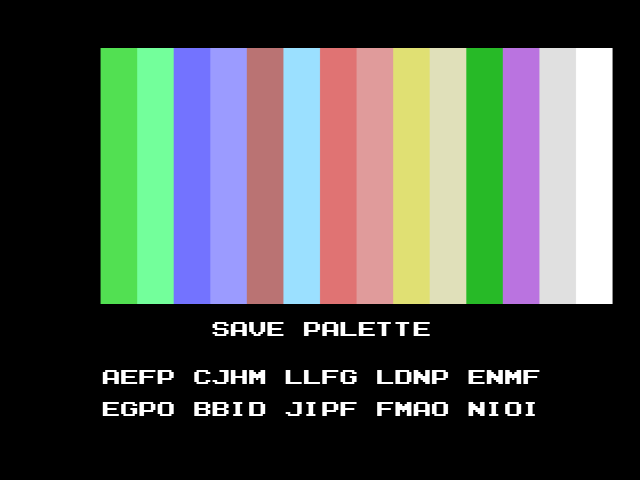 SAVE PALETTE
AEFP CJHM LLFG LDNP ENMF
EGPO BBID JIPF FMAO NIOI